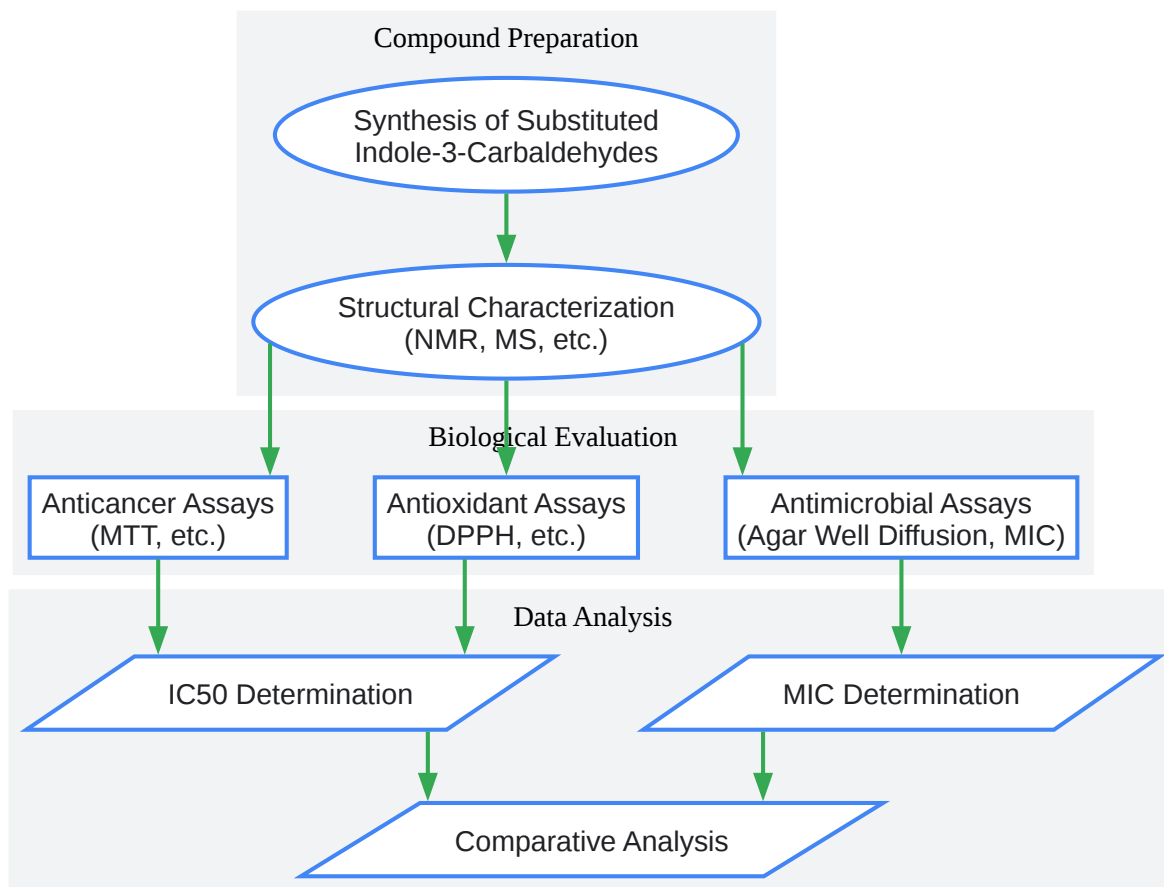 Compound Preparation
Synthesis of Substituted
Indole-3-Carbaldehydes
Structural Characterization
(NMR, MS, etc.)
Biological Evaluation
Anticancer Assays
(MTT, etc.)
Antioxidant Assays
(DPPH, etc.)
Antimicrobial Assays
(Agar Well Diffusion, MIC)
Data Analysis
IC50 Determination
MIC Determination
Comparative Analysis